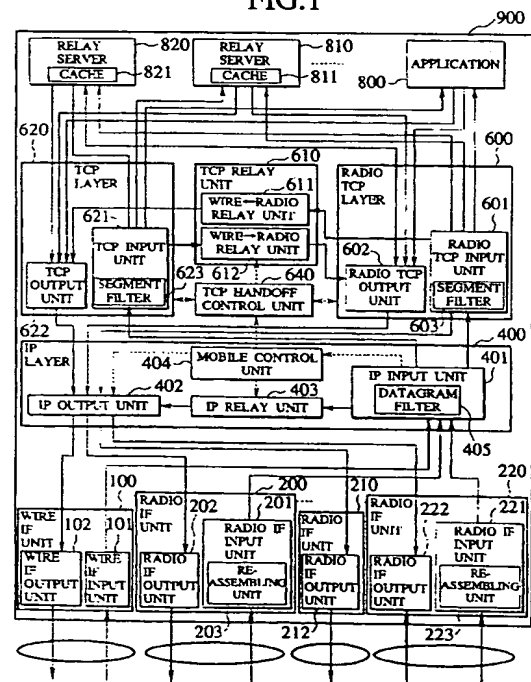 FIG.1
900
RELAY SERVER
CACHE
820
821
RELAY SERVER
CACHE
810
811
APPLICATION
800
620
TCP LAYER
621
TCP INPUT UNIT
SEGMENT FILTER
623
TCP OUTPUT UNIT
622
610
TCP RELAY UNIT
611
WIRE←RADIO RELAY UNIT
WIRE→RADIO RELAY UNIT
612
640
TCP HANDOFF CONTROL UNIT
600
RADIO TCP LAYER
601
602
RADIO TCP INPUT UNIT
SEGMENT FILTER
603
RADIO TCP OUTPUT UNIT
IP LAYER
400
401
404
MOBILE CONTROL UNIT
402
403
IP OUTPUT UNIT
IP RELAY UNIT
IP INPUT UNIT
DATAGRAM FILTER
405
100
WIRE IF UNIT
102
101
WIRE IF OUTPUT UNIT
WIRE IF INPUT UNIT
200
RADIO IF UNIT
202
201
RADIO IF OUTPUT UNIT
RADIO IF INPUT UNIT
RE-ASSEMBLING UNIT
203
210
RADIO IF UNIT
RADIO IF OUTPUT UNIT
212
220
RADIO IF UNIT
222
221
RADIO IF OUTPUT UNIT
RADIO IF INPUT UNIT
RE-ASSEMBLING UNIT
223